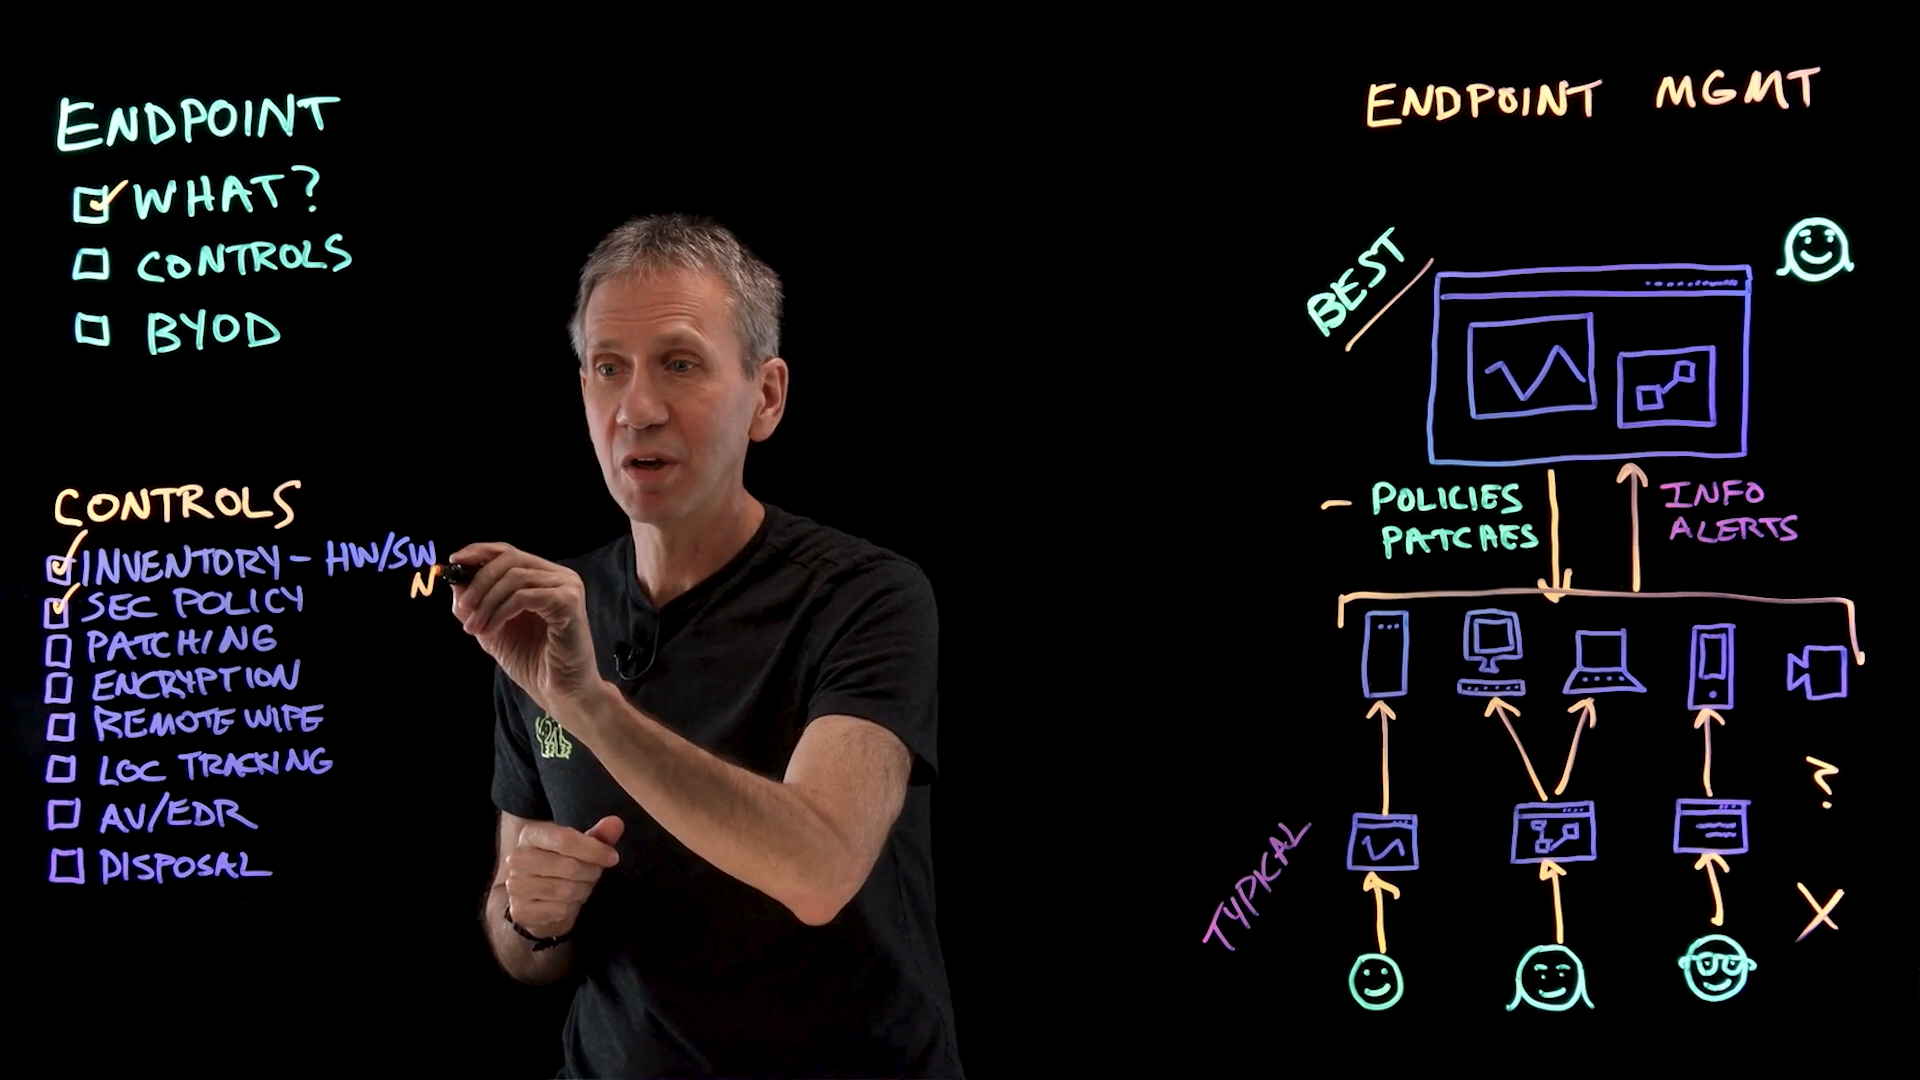 ENDPOINT
WHAT?
CONTROLS
BYOD
CONTROLS
INVENTORY - HW/SW
N
SEC POLICY
PATCHING
ENCRYPTION
REMOTE WIPE
LOC TRACKING
AV/EDR
DISPOSAL
ENDPOINT MGMT
BEST
- POLICIES
PATCHES
INFO
ALERTS
TYPICAL
?
X